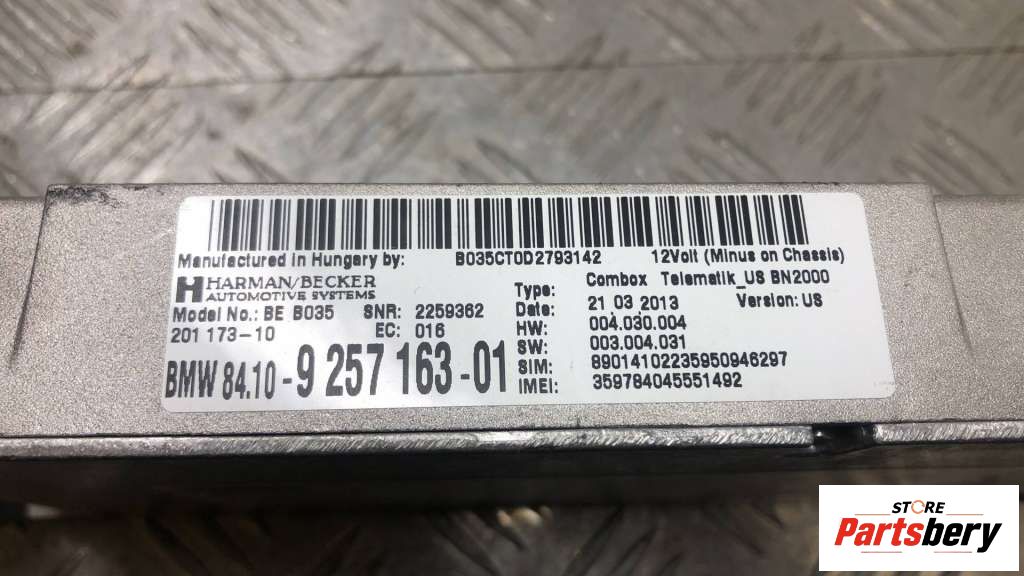 Manufactured in Hungary by: B035CT0D2793142 12Volt (Minus on Chassis)
HARMAN/BECKER
AUTOMOTIVE SYSTEMS
Model No.: BE B035 SNR: 2259362
201 173-10 EC: 016
BMW 84.10-9 257 163-01
Type: Combox Telematik_US BN2000
Date: 21 03 2013 Version: US
HW: 004.030.004
SW: 003.004.031
SIM: 89014102235950946297
IMEI: 359784045551492
STORE
Partsbery